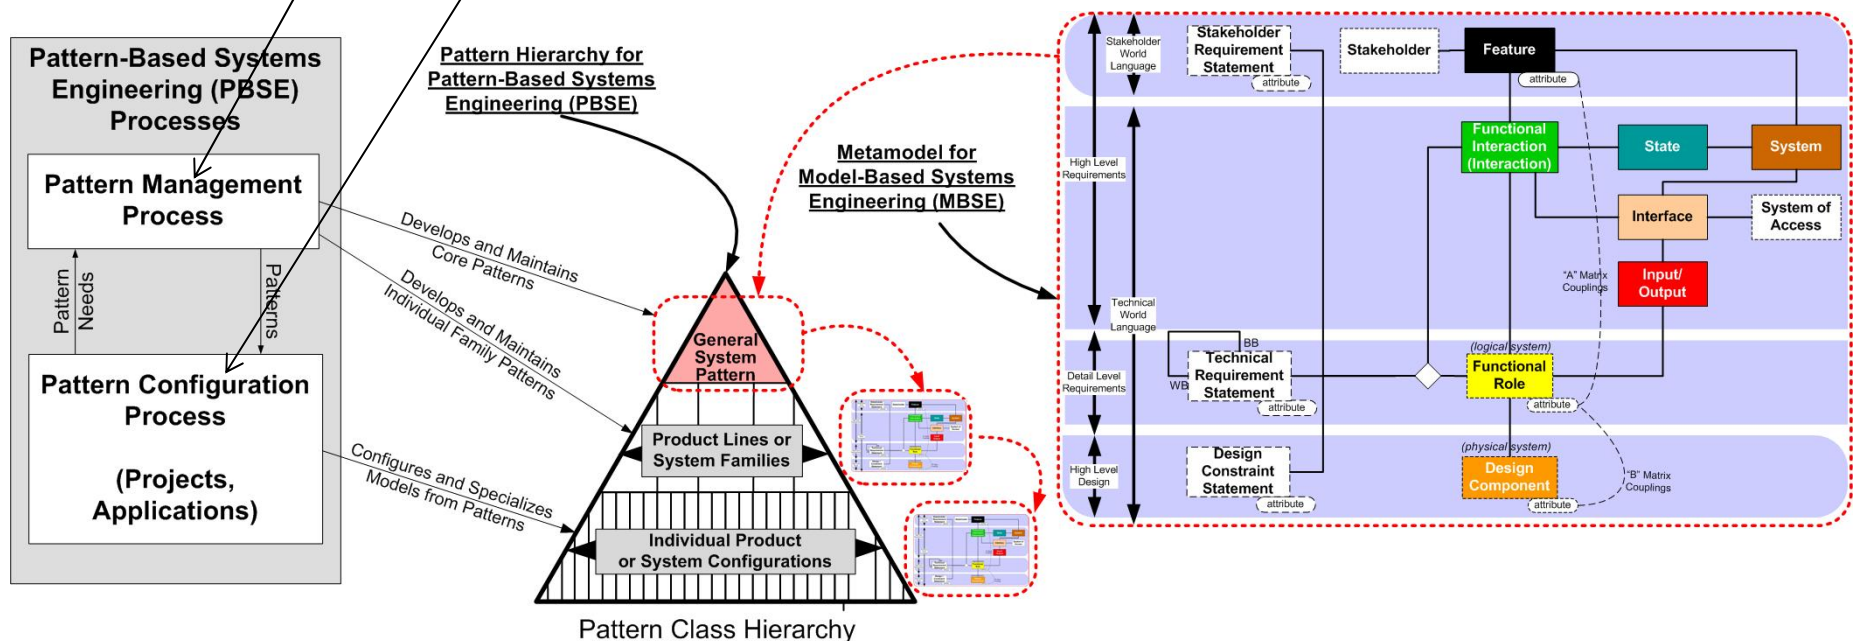 Pattern-Based Systems
Engineering (PBSE)
Processes
Pattern Management
Process
Pattern
Needs
Patterns
Pattern Configuration
Process
(Projects,
Applications)
Pattern Hierarchy for
Pattern-Based Systems
Engineering (PBSE)
Develops and Maintains
Core Patterns
Develops and Maintains
Individual Family Patterns
Configures and Specializes
Models from Patterns
General
System
Pattern
Product Lines or
System Families
Individual Product
or System Configurations
Pattern Class Hierarchy
Metamodel for
Model-Based Systems
Engineering (MBSE)
Stakeholder
World
Language
High Level
Requirements
Technical
World
Language
Detail Level
Requirements
High Level
Design
Stakeholder
Requirement
Statement
attribute
Stakeholder
Feature
attribute
Functional
Interaction
(Interaction)
State
System
Interface
System of
Access
Input/
Output
"A" Matrix
Couplings
BB
WB
Technical
Requirement
Statement
attribute
(logical system)
Functional
Role
attribute
Design
Constraint
Statement
attribute
(physical system)
Design
Component
attribute
"B" Matrix
Couplings